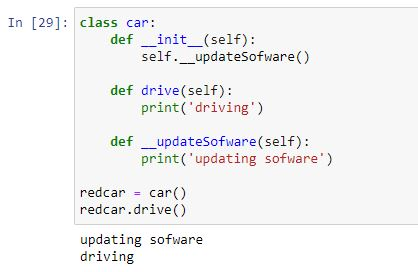 In [29]: class car:
    def __init__(self):
        self.__updateSofware()

    def drive(self):
        print('driving')

    def __updateSofware(self):
        print('updating sofware')

redcar = car()
redcar.drive()
updating sofware
driving